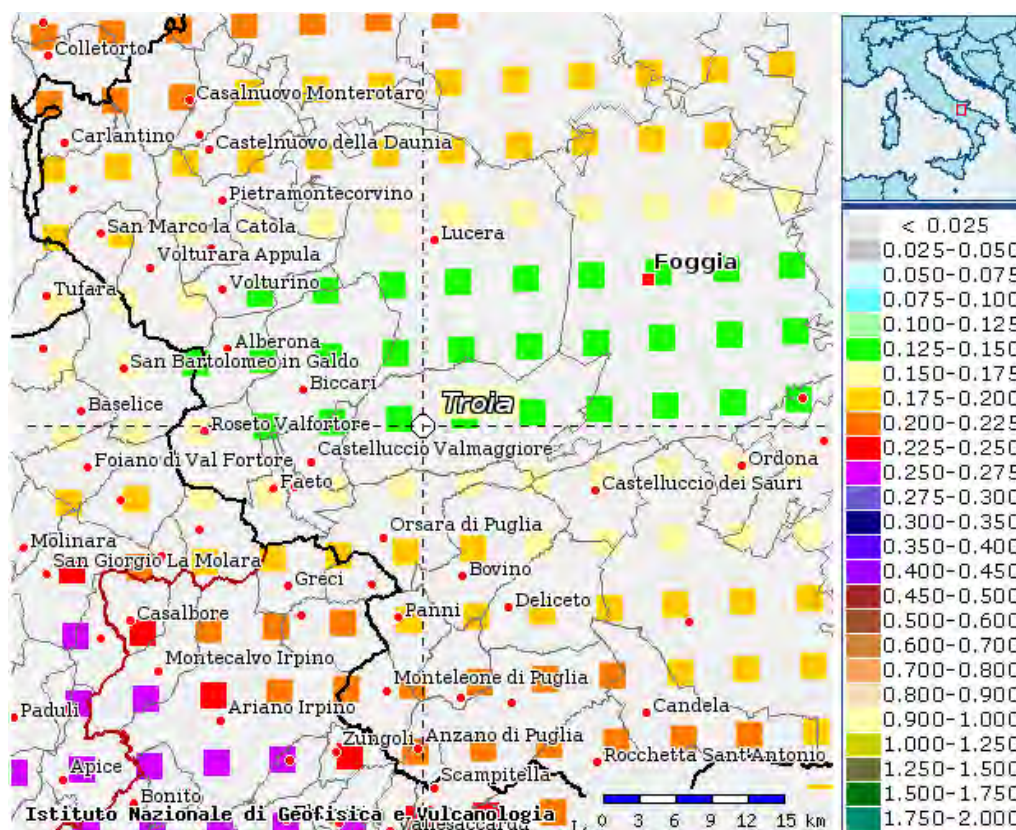 Colletorto
Casalnuovo Monterotaro
Carlantino
Castelnuovo della Daunia
Pietramontecorvino
San Marco la Catola
Lucera
Volturara Appula
Foggia
Tufara
Volturino
Alberona
San Bartolomeo in Galdo
Biccari
Baselice
Troia
Roseto Valfortore
Castelluccio Valmaggiore
Foiano di Val Fortore
Ordona
Faeto
Castelluccio dei Sauri
Orsara di Puglia
Molinara
San Giorgio La Molara
Greci
Bovino
Casalbore
Panni
Deliceto
Montecalvo Irpino
Monteleone di Puglia
Paduli
Ariano Irpino
Candela
Zungoli
Anzano di Puglia
Rocchetta Sant'Antonio
Apice
Scampitella
Bonito
Istituto Nazionale di Geofisica e Vulcanologia
Vallesaccarda
0 3 6 9 12 15 km
< 0.025
0.025-0.050
0.050-0.075
0.075-0.100
0.100-0.125
0.125-0.150
0.150-0.175
0.175-0.200
0.200-0.225
0.225-0.250
0.250-0.275
0.275-0.300
0.300-0.350
0.350-0.400
0.400-0.450
0.450-0.500
0.500-0.600
0.600-0.700
0.700-0.800
0.800-0.900
0.900-1.000
1.000-1.250
1.250-1.500
1.500-1.750
1.750-2.000